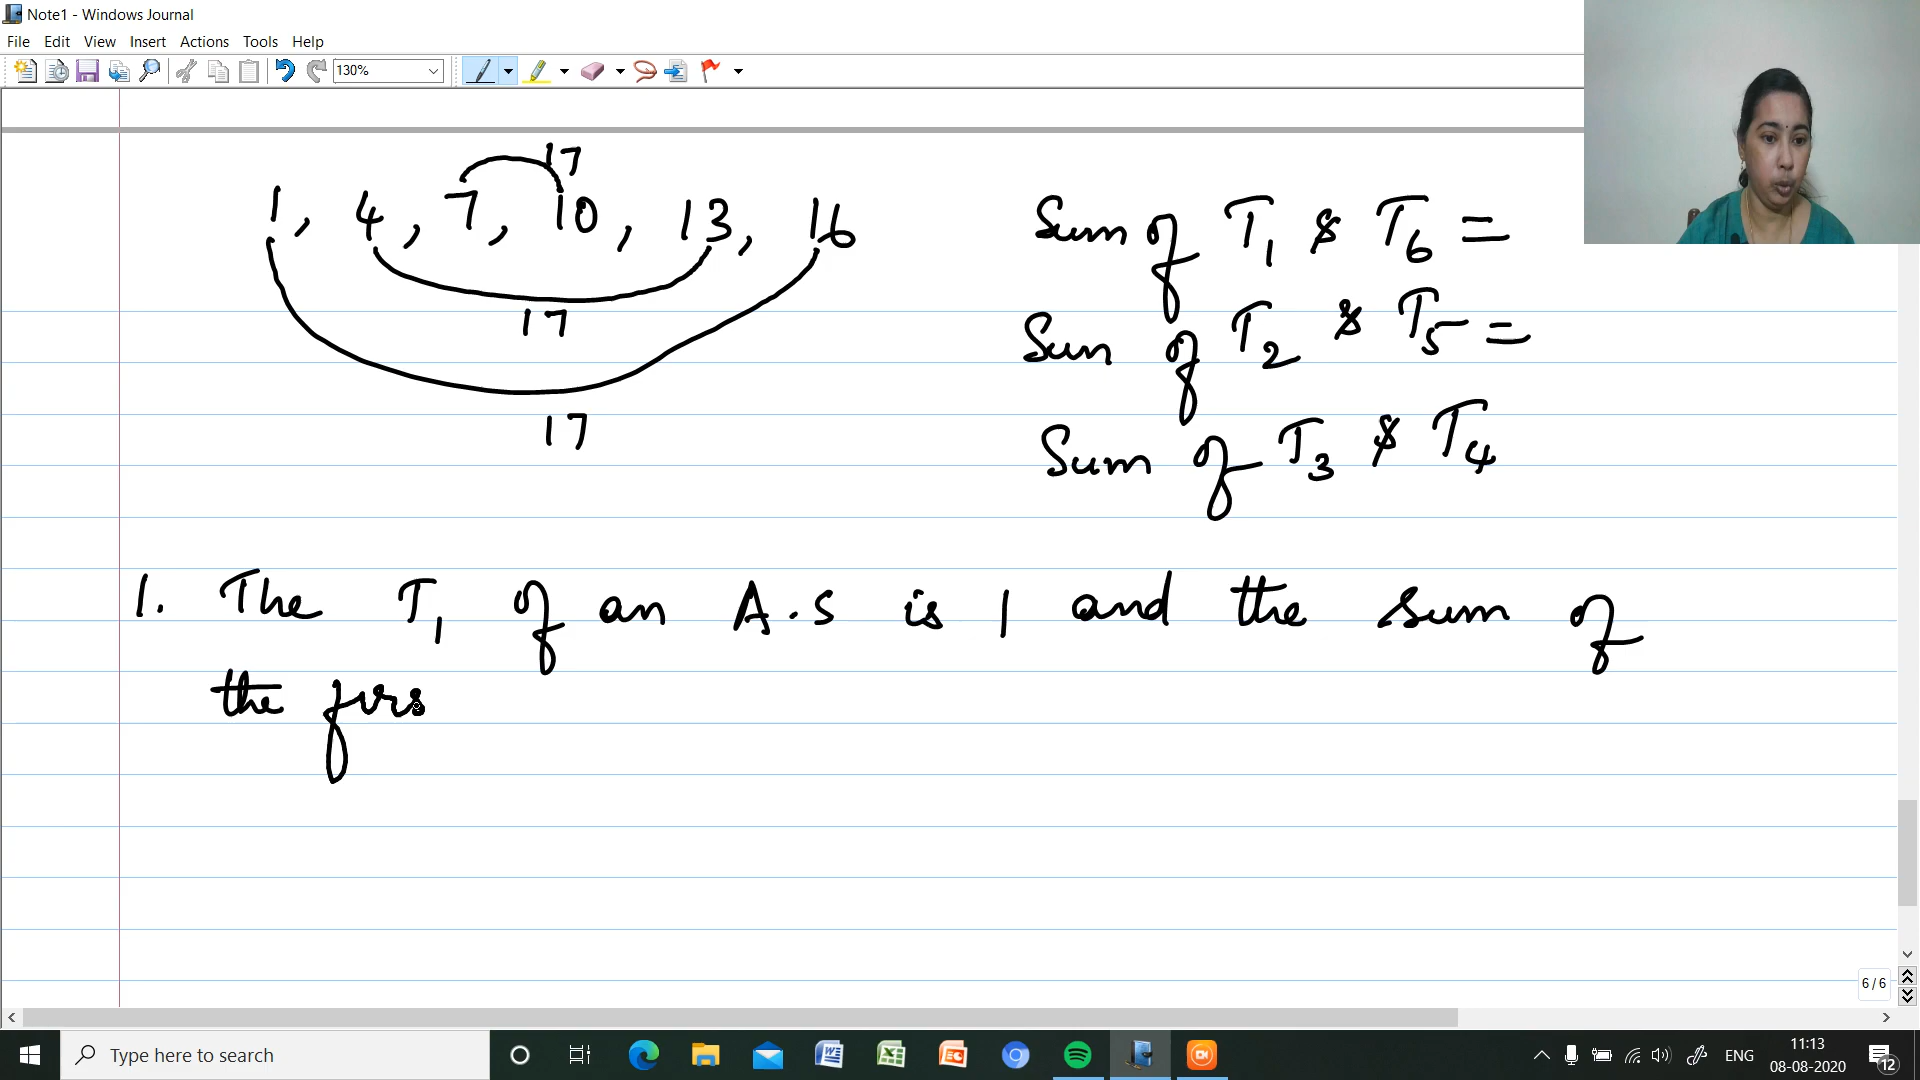 Note1 - Windows Journal
File Edit View Insert Actions Tools Help
130%
17
1, 4, 7, 10, 13, 16
17
17
Sum of T1 & T6 =
Sum of T2 & T5 =
Sum of T3 & T4
1. The T1 of an A.S is 1 and the sum of
the firs
6 / 6
Type here to search
ENG
11:13
08-08-2020
12